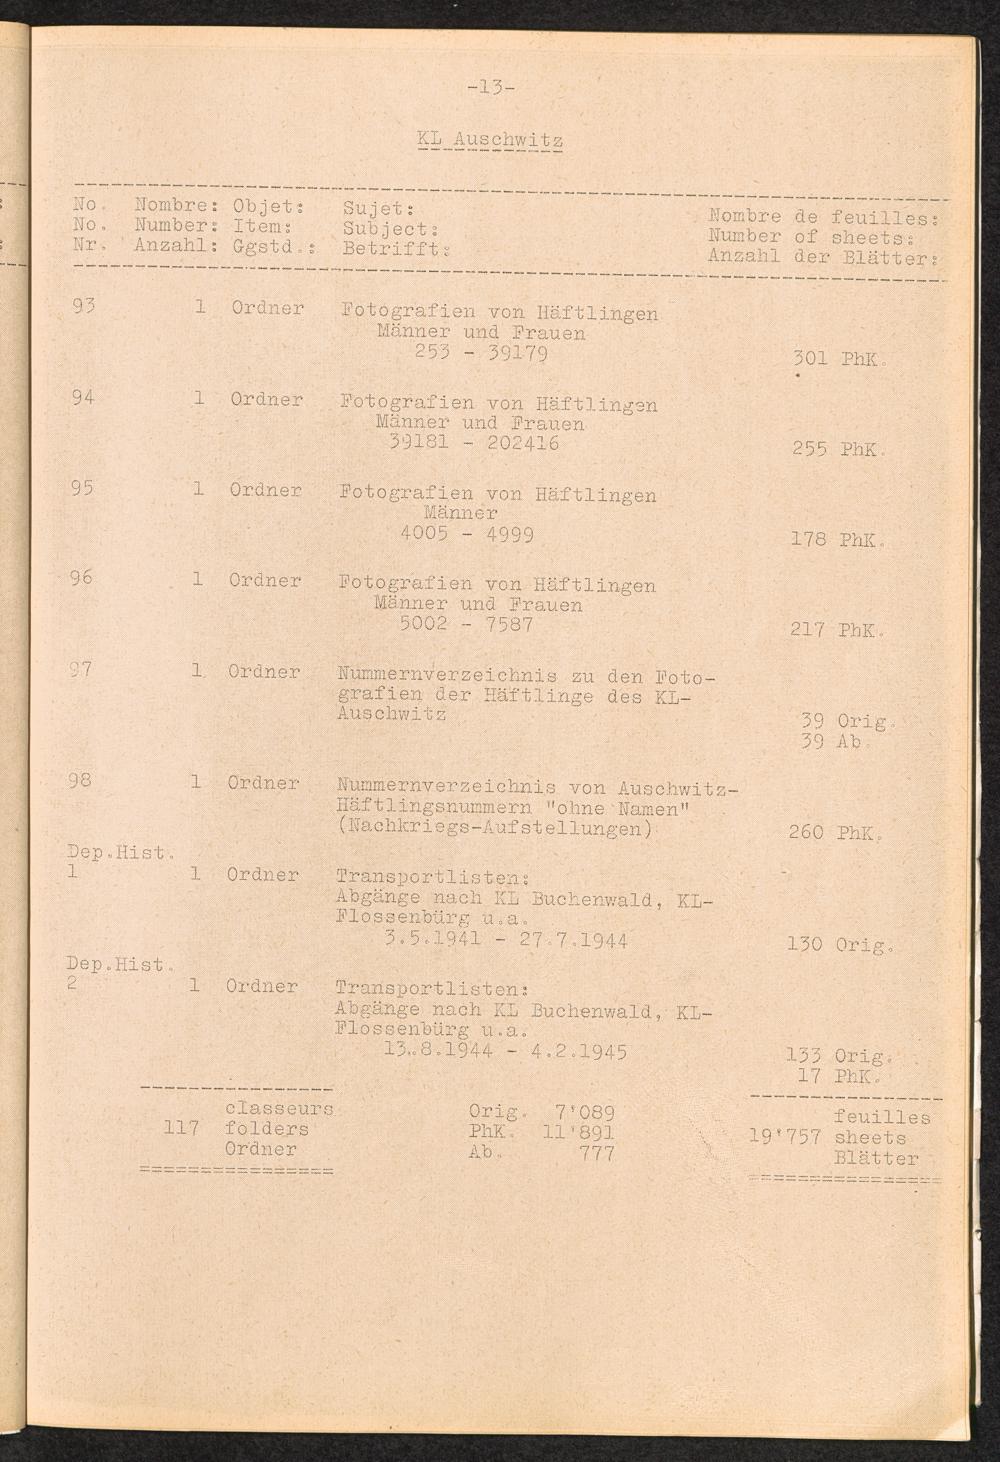 -13-
KL Auschwitz
No. Nombre: Objet: Sujet: Nombre de feuilles:
No. Number: Item: Subject: Number of sheets:
Nr. Anzahl: Ggstd.: Betrifft: Anzahl der Blätter:
93 1 Ordner Fotografien von Häftlingen
Männer und Frauen
253 - 39179 301 PhK.
94 1 Ordner Fotografien von Häftlingen
Männer und Frauen
39181 - 202416 255 PhK.
95 1 Ordner Fotografien von Häftlingen
Männer
4005 - 4999 178 PhK.
96 1 Ordner Fotografien von Häftlingen
Männer und Frauen
5002 - 7587 217 PhK.
97 1 Ordner Nummernverzeichnis zu den Foto-
grafien der Häftlinge des KL-
Auschwitz 39 Orig.
39 Ab.
98 1 Ordner Nummernverzeichnis von Auschwitz-
Häftlingsnummern "ohne Namen"
(Nachkriegs-Aufstellungen) 260 PhK.
Dep.Hist.
1 1 Ordner Transportlisten:
Abgänge nach KL Buchenwald, KL-
Flossenbürg u.a.
3.5.1941 - 27.7.1944 130 Orig.
Dep.Hist.
2 1 Ordner Transportlisten:
Abgänge nach KL Buchenwald, KL-
Flossenbürg u.a.
13.8.1944 - 4.2.1945 133 Orig.
17 PhK.
classeurs Orig. 7'089 feuilles
117 folders PhK. 11'891 19'757 sheets
Ordner Ab. 777 Blätter